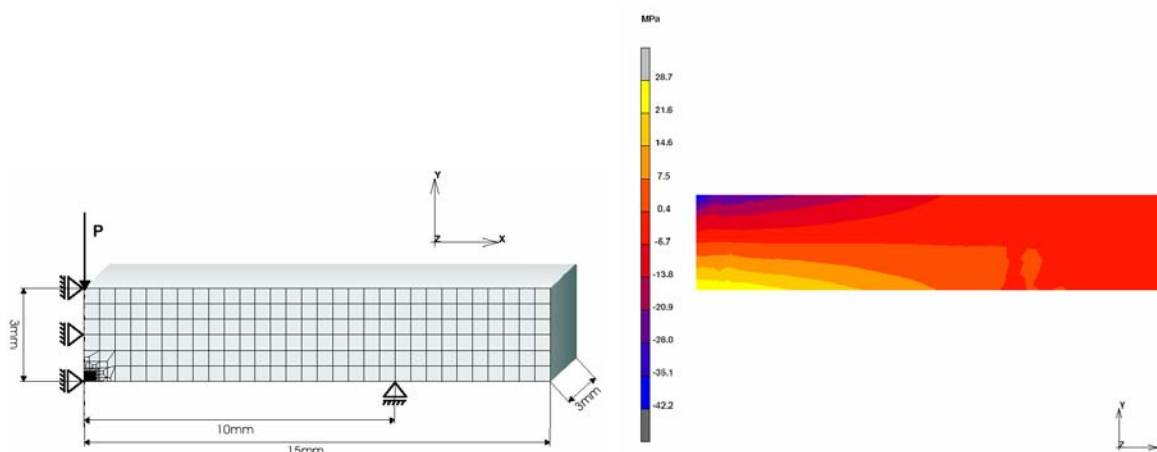 P
Y
Z
X
3mm
3mm
10mm
15mm
MPa
28.7
21.6
14.6
7.5
0.4
-6.7
-13.8
-20.9
-28.0
-35.1
-42.2
Y
Z